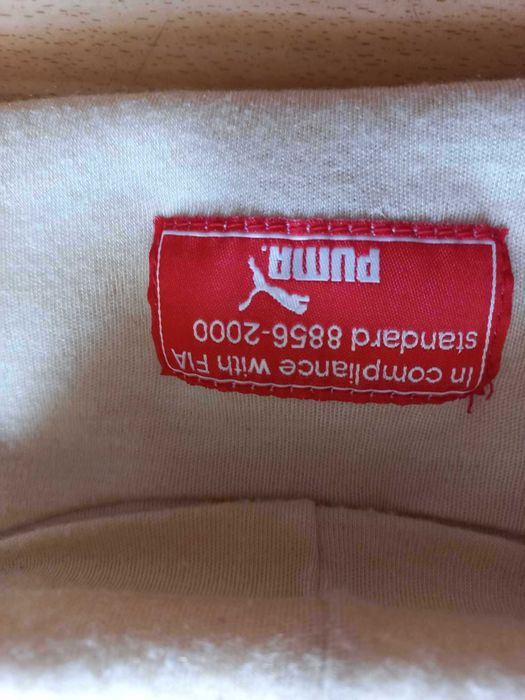 In compliance with FIA
standard 8856-2000
PUMA.